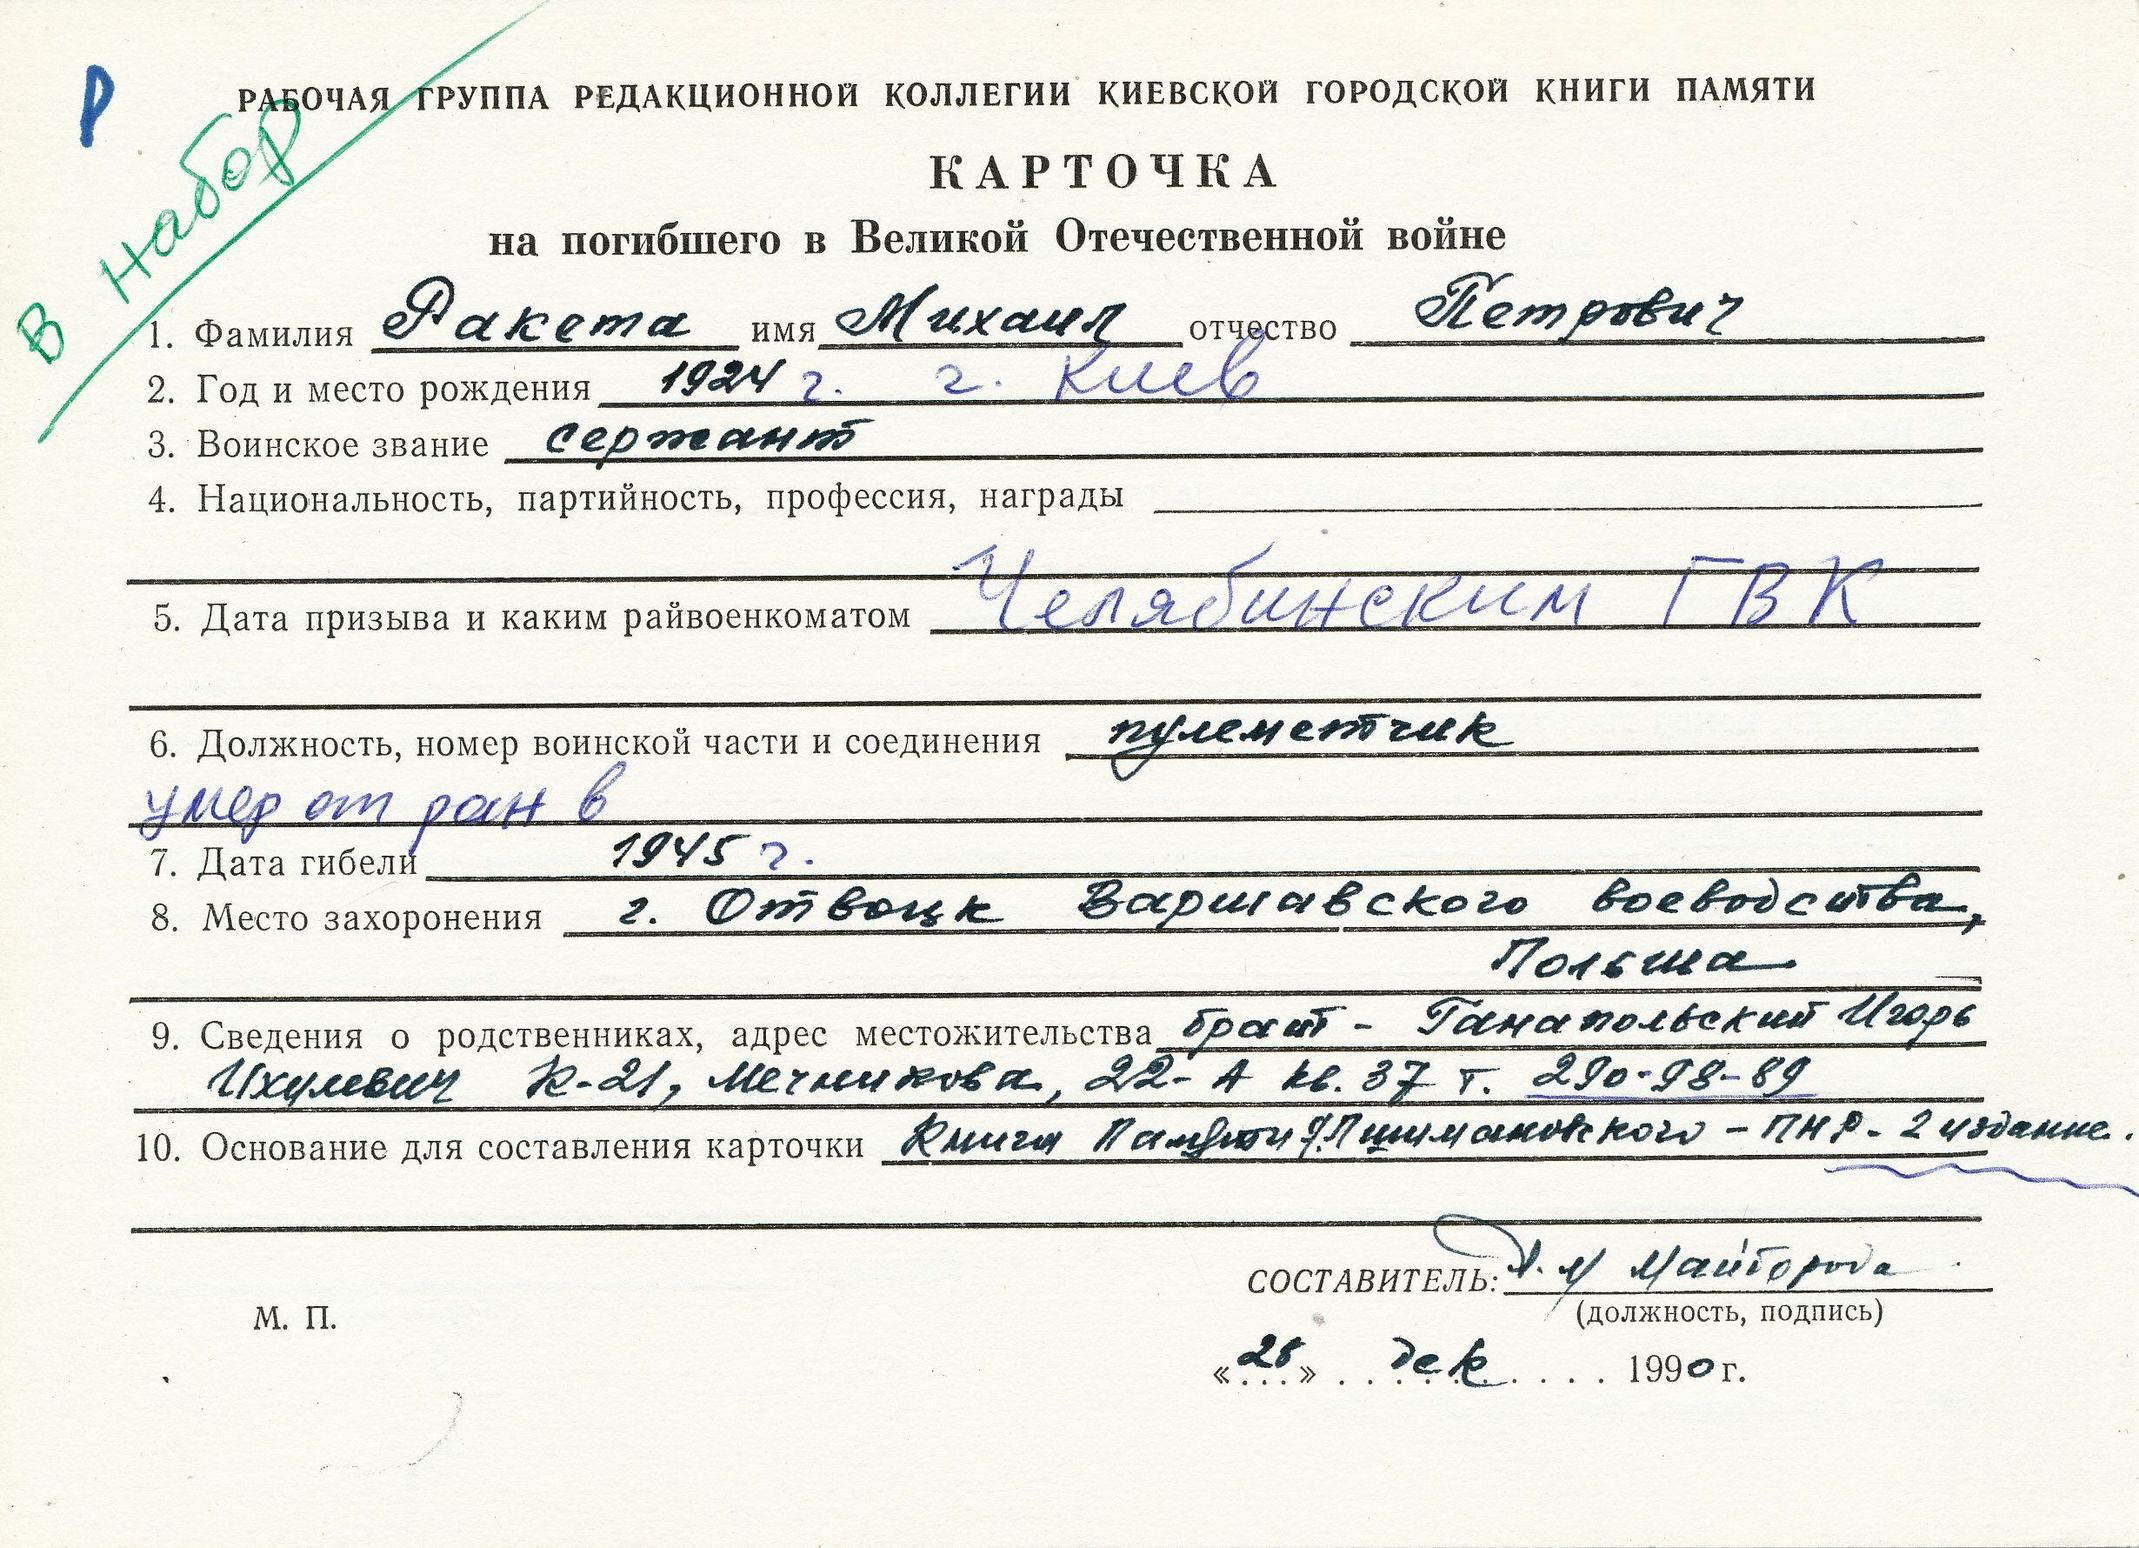 Р
В набор
РАБОЧАЯ ГРУППА РЕДАКЦИОННОЙ КОЛЛЕГИИ КИЕВСКОЙ ГОРОДСКОЙ КНИГИ ПАМЯТИ
КАРТОЧКА
на погибшего в Великой Отечественной войне
1. Фамилия Ракета имя Михаил отчество Петрович
2. Год и место рождения 1924 г. г. Киев
3. Воинское звание сержант
4. Национальность, партийность, профессия, награды
5. Дата призыва и каким райвоенкоматом Челябинским ГВК
6. Должность, номер воинской части и соединения пулеметчик
умер от ран в
7. Дата гибели 1945 г.
8. Место захоронения г. Отвоцк Варшавского воеводства,
Польша
9. Сведения о родственниках, адрес местожительства брат - Ганапольский Игорь
К-21, Мечникова, 22-А кв. 37 т. 290-98-89
10. Основание для составления карточки Книги Памяти Пшимановского - ПНР - 2 издание.
СОСТАВИТЕЛЬ: Майборода
(должность, подпись)
М. П.
«28» дек 1990 г.